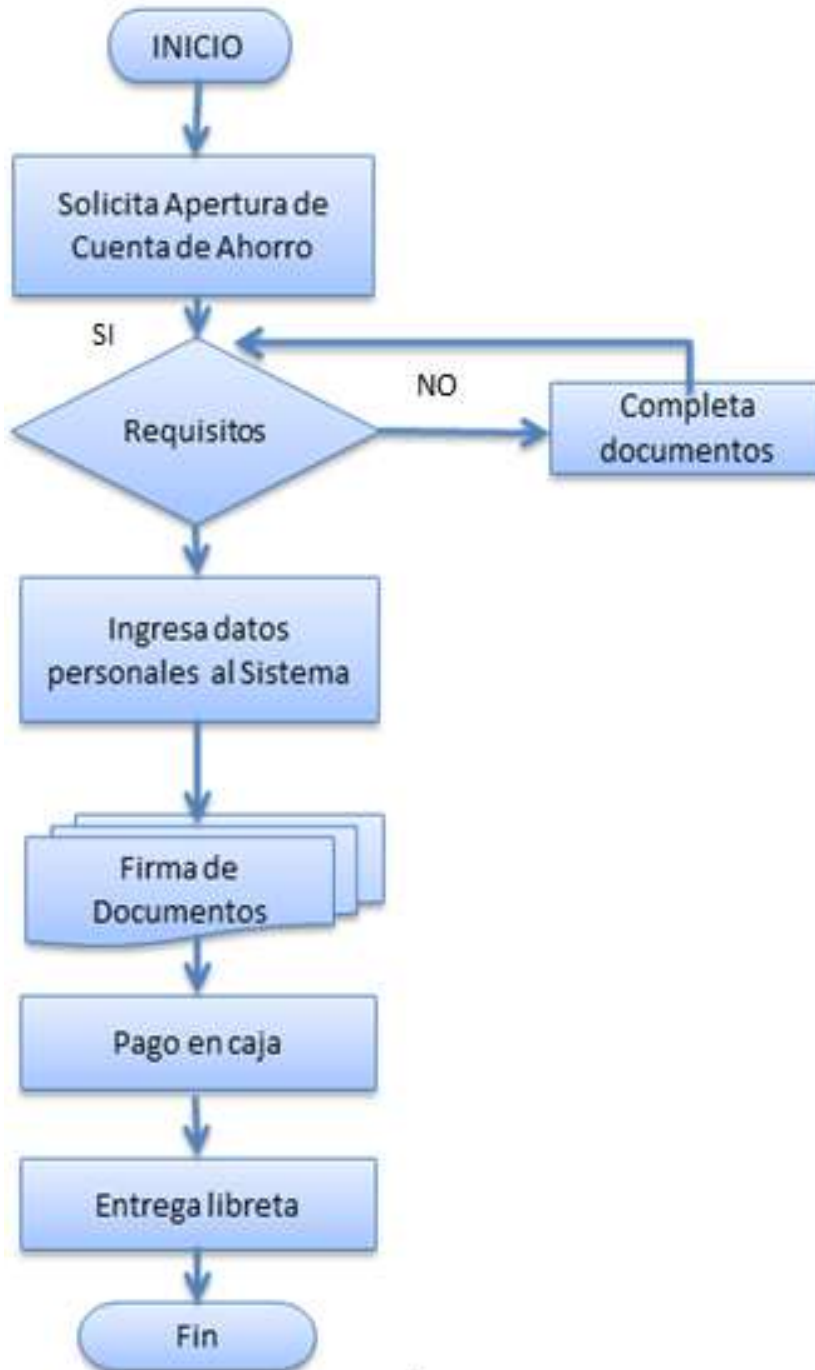 INICIO
Solicita Apertura de
Cuenta de Ahorro
SI
NO
Requisitos
Completa
documentos
Ingresa datos
personales al Sistema
Firma de
Documentos
Pago en caja
Entrega libreta
Fin